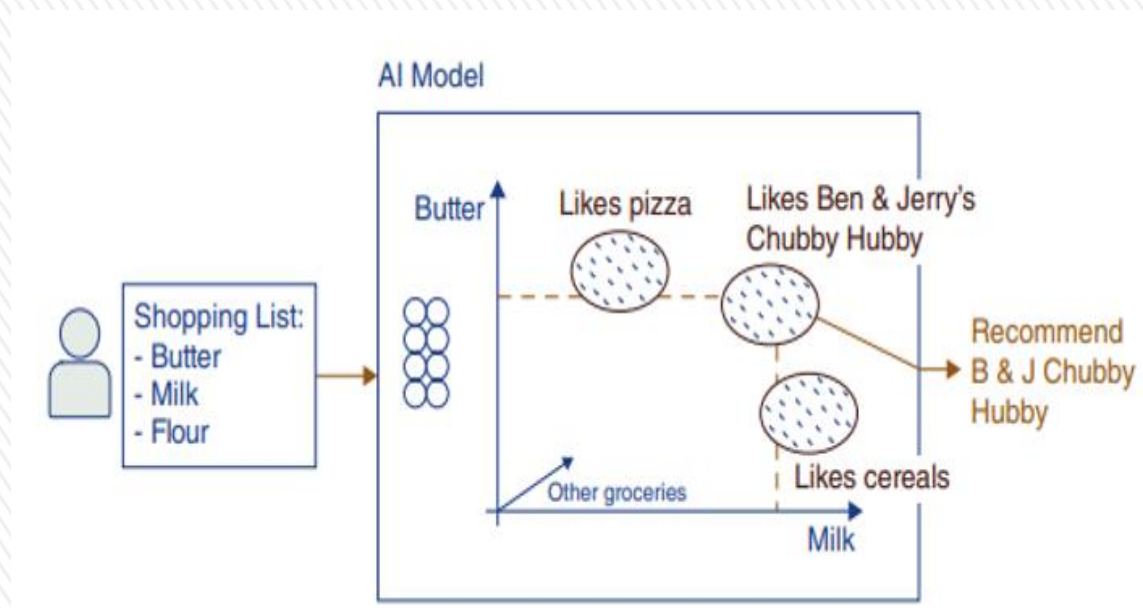 AI Model
Butter
Likes pizza
Likes Ben & Jerry's
Chubby Hubby
Shopping List:
- Butter
- Milk
- Flour
Recommend
B & J Chubby
Hubby
Likes cereals
Other groceries
Milk